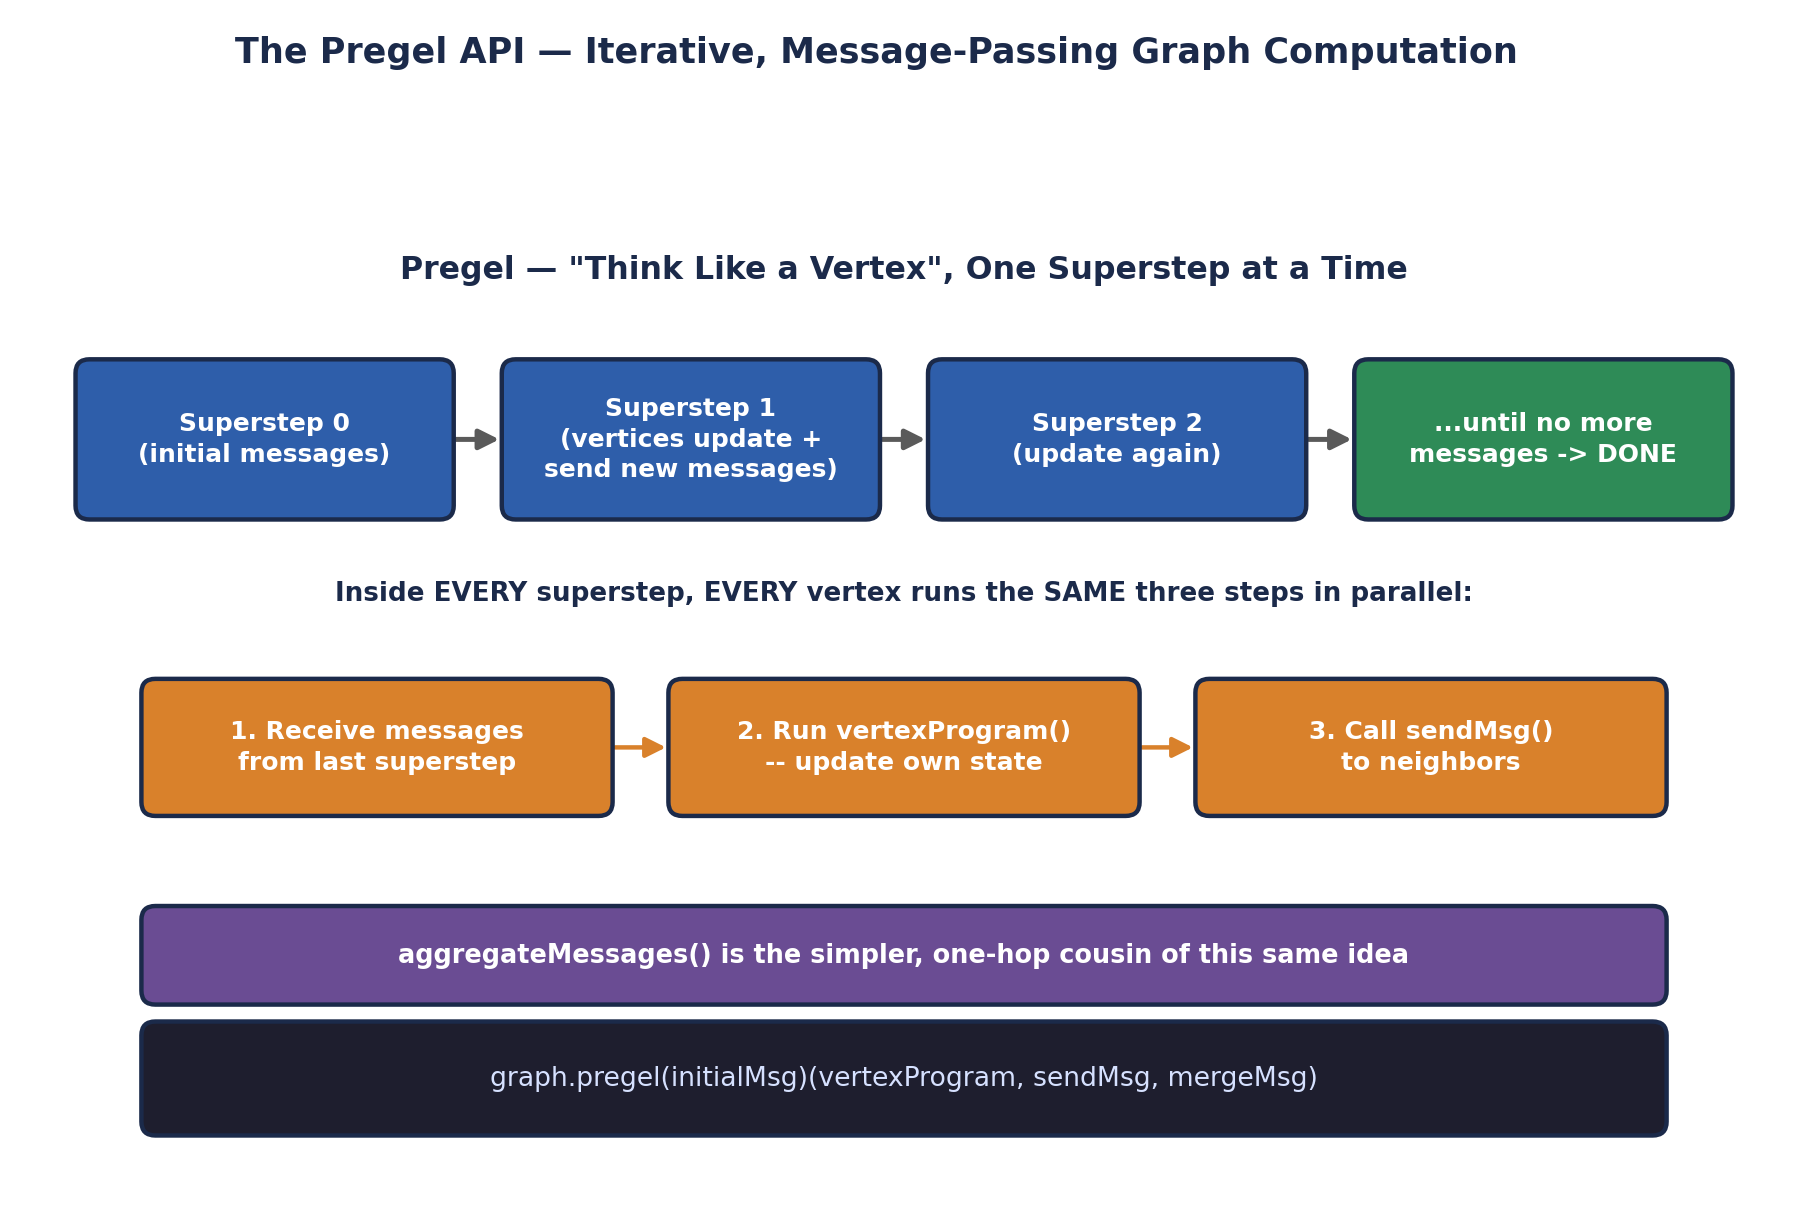 The Pregel API — Iterative, Message-Passing Graph Computation
Pregel — "Think Like a Vertex", One Superstep at a Time
Superstep 0
(initial messages)
Superstep 1
(vertices update +
send new messages)
Superstep 2
(update again)
...until no more
messages -> DONE
Inside EVERY superstep, EVERY vertex runs the SAME three steps in parallel:
1. Receive messages
from last superstep
2. Run vertexProgram()
-- update own state
3. Call sendMsg()
to neighbors
aggregateMessages() is the simpler, one-hop cousin of this same idea
graph.pregel(initialMsg)(vertexProgram, sendMsg, mergeMsg)